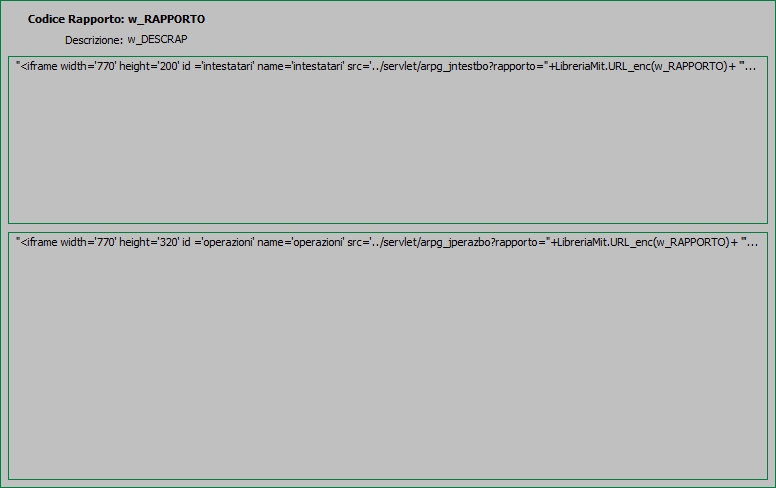 Codice Rapporto: w_RAPPORTO
Descrizione: w_DESCRAP
"<iframe width='770' height='200' id ='intestatari' name='intestatari' src='../servlet/arpg_jntestbo?rapporto="+LibreriaMit.URL_enc(w_RAPPORTO)+ "'"...
"<iframe width='770' height='320' id ='operazioni' name='operazioni' src='../servlet/arpg_jperazbo?rapporto="+LibreriaMit.URL_enc(w_RAPPORTO)+ "'"...